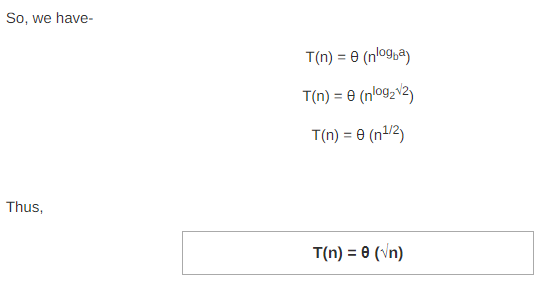 So, we have-
T(n) = θ (n^log_b a)
T(n) = θ (n^log_2 √2)
T(n) = θ (n^1/2)
Thus,
T(n) = θ (√n)